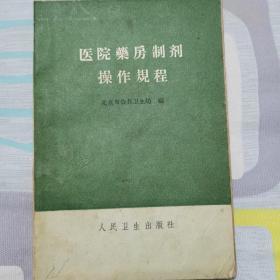 医院藥房制剂
操作規程
北京市公共卫生局 編
人民卫生出版社